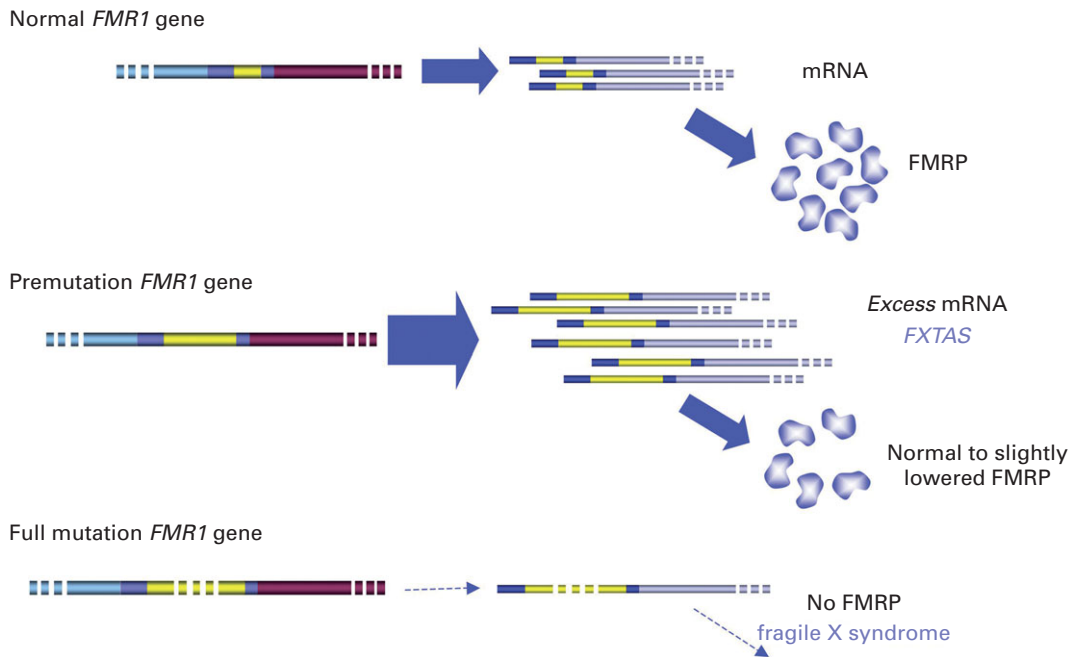 Normal FMR1 gene
mRNA
FMRP
Premutation FMR1 gene
Excess mRNA
FXTAS
Normal to slightly
lowered FMRP
Full mutation FMR1 gene
No FMRP
fragile X syndrome